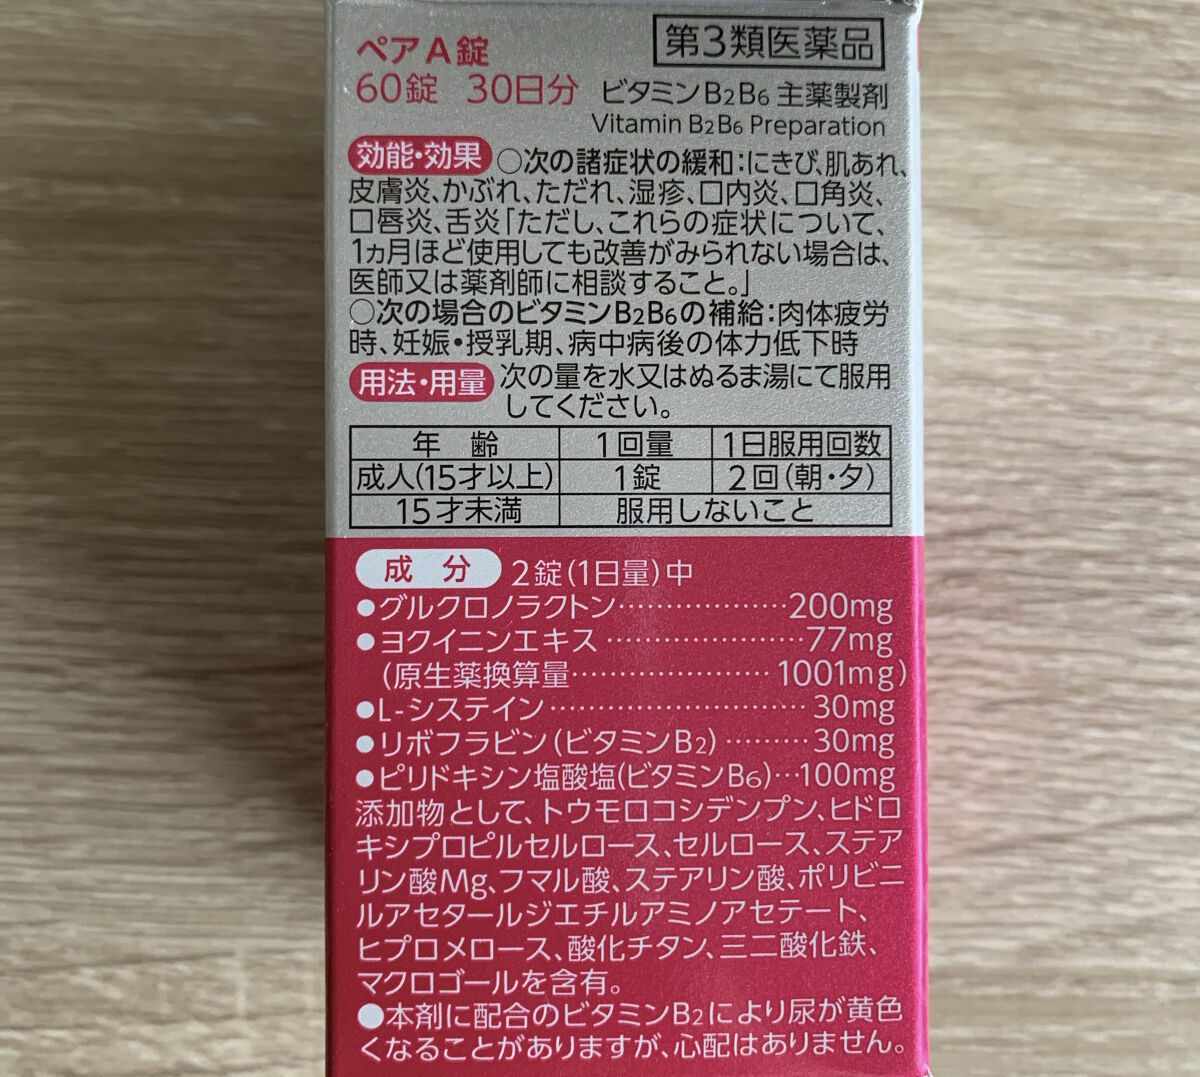 ペアA錠
第3類医薬品
60錠 30日分 ビタミンB2B6 主薬製剤
Vitamin B2B6 Preparation
効能・効果 ○次の諸症状の緩和：にきび、肌あれ、
皮膚炎、かぶれ、ただれ、湿疹、口内炎、口角炎、
口唇炎、舌炎「ただし、これらの症状について、
1ヵ月ほど使用しても改善がみられない場合は、
医師又は薬剤師に相談すること。」
○次の場合のビタミンB2B6の補給：肉体疲労
時、妊娠・授乳期、病中病後の体力低下時
用法・用量 次の量を水又はぬるま湯にて服用
してください。
年 齢 1回量 1日服用回数
成人(15才以上) 1錠 2回(朝・夕)
15才未満 服用しないこと
成 分 2錠(1日量)中
●グルクロノラクトン………………200mg
●ヨクイニンエキス …………………77mg
(原生薬換算量………………… 1001mg)
●L-システイン……………………… 30mg
●リボフラビン(ビタミンB2) ………30mg
●ピリドキシン塩酸塩(ビタミンB6)…100mg
添加物として、トウモロコシデンプン、ヒドロ
キシプロピルセルロース、セルロース、ステア
リン酸Mg、フマル酸、ステアリン酸、ポリビニ
ルアセタールジエチルアミノアセテート、
ヒプロメロース、酸化チタン、三二酸化鉄、
マクロゴールを含有。
●本剤に配合のビタミンB2により尿が黄色
くなることがありますが、心配はありません。